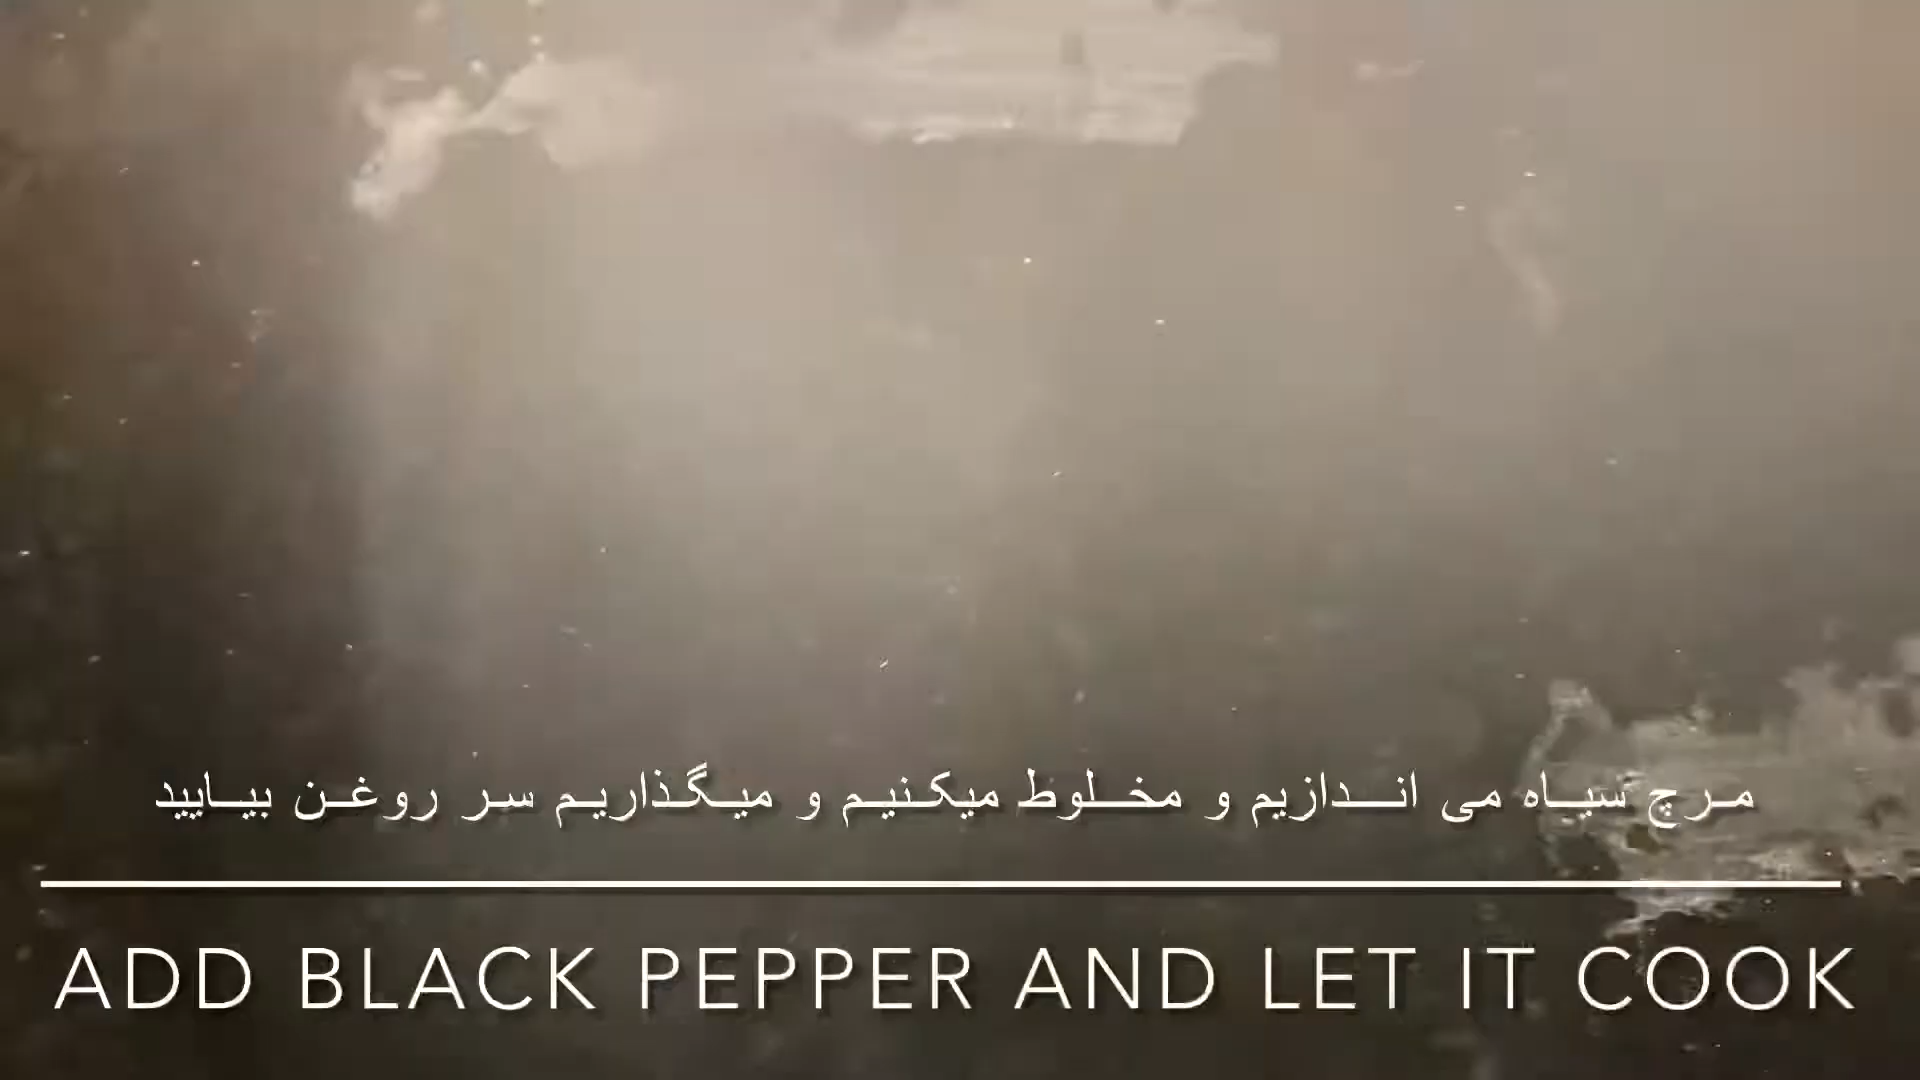 مرچ سیاه می اندازیم و مخلوط میکنیم و میگذاریم سر روغن بیایید
ADD BLACK PEPPER AND LET IT COOK